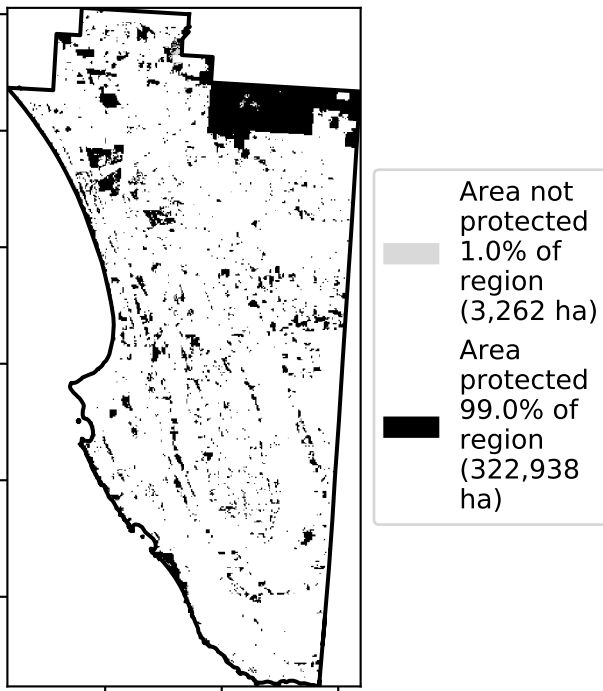 Area not
protected
1.0% of
region
(3,262 ha)
Area
protected
99.0% of
region
(322,938
ha)